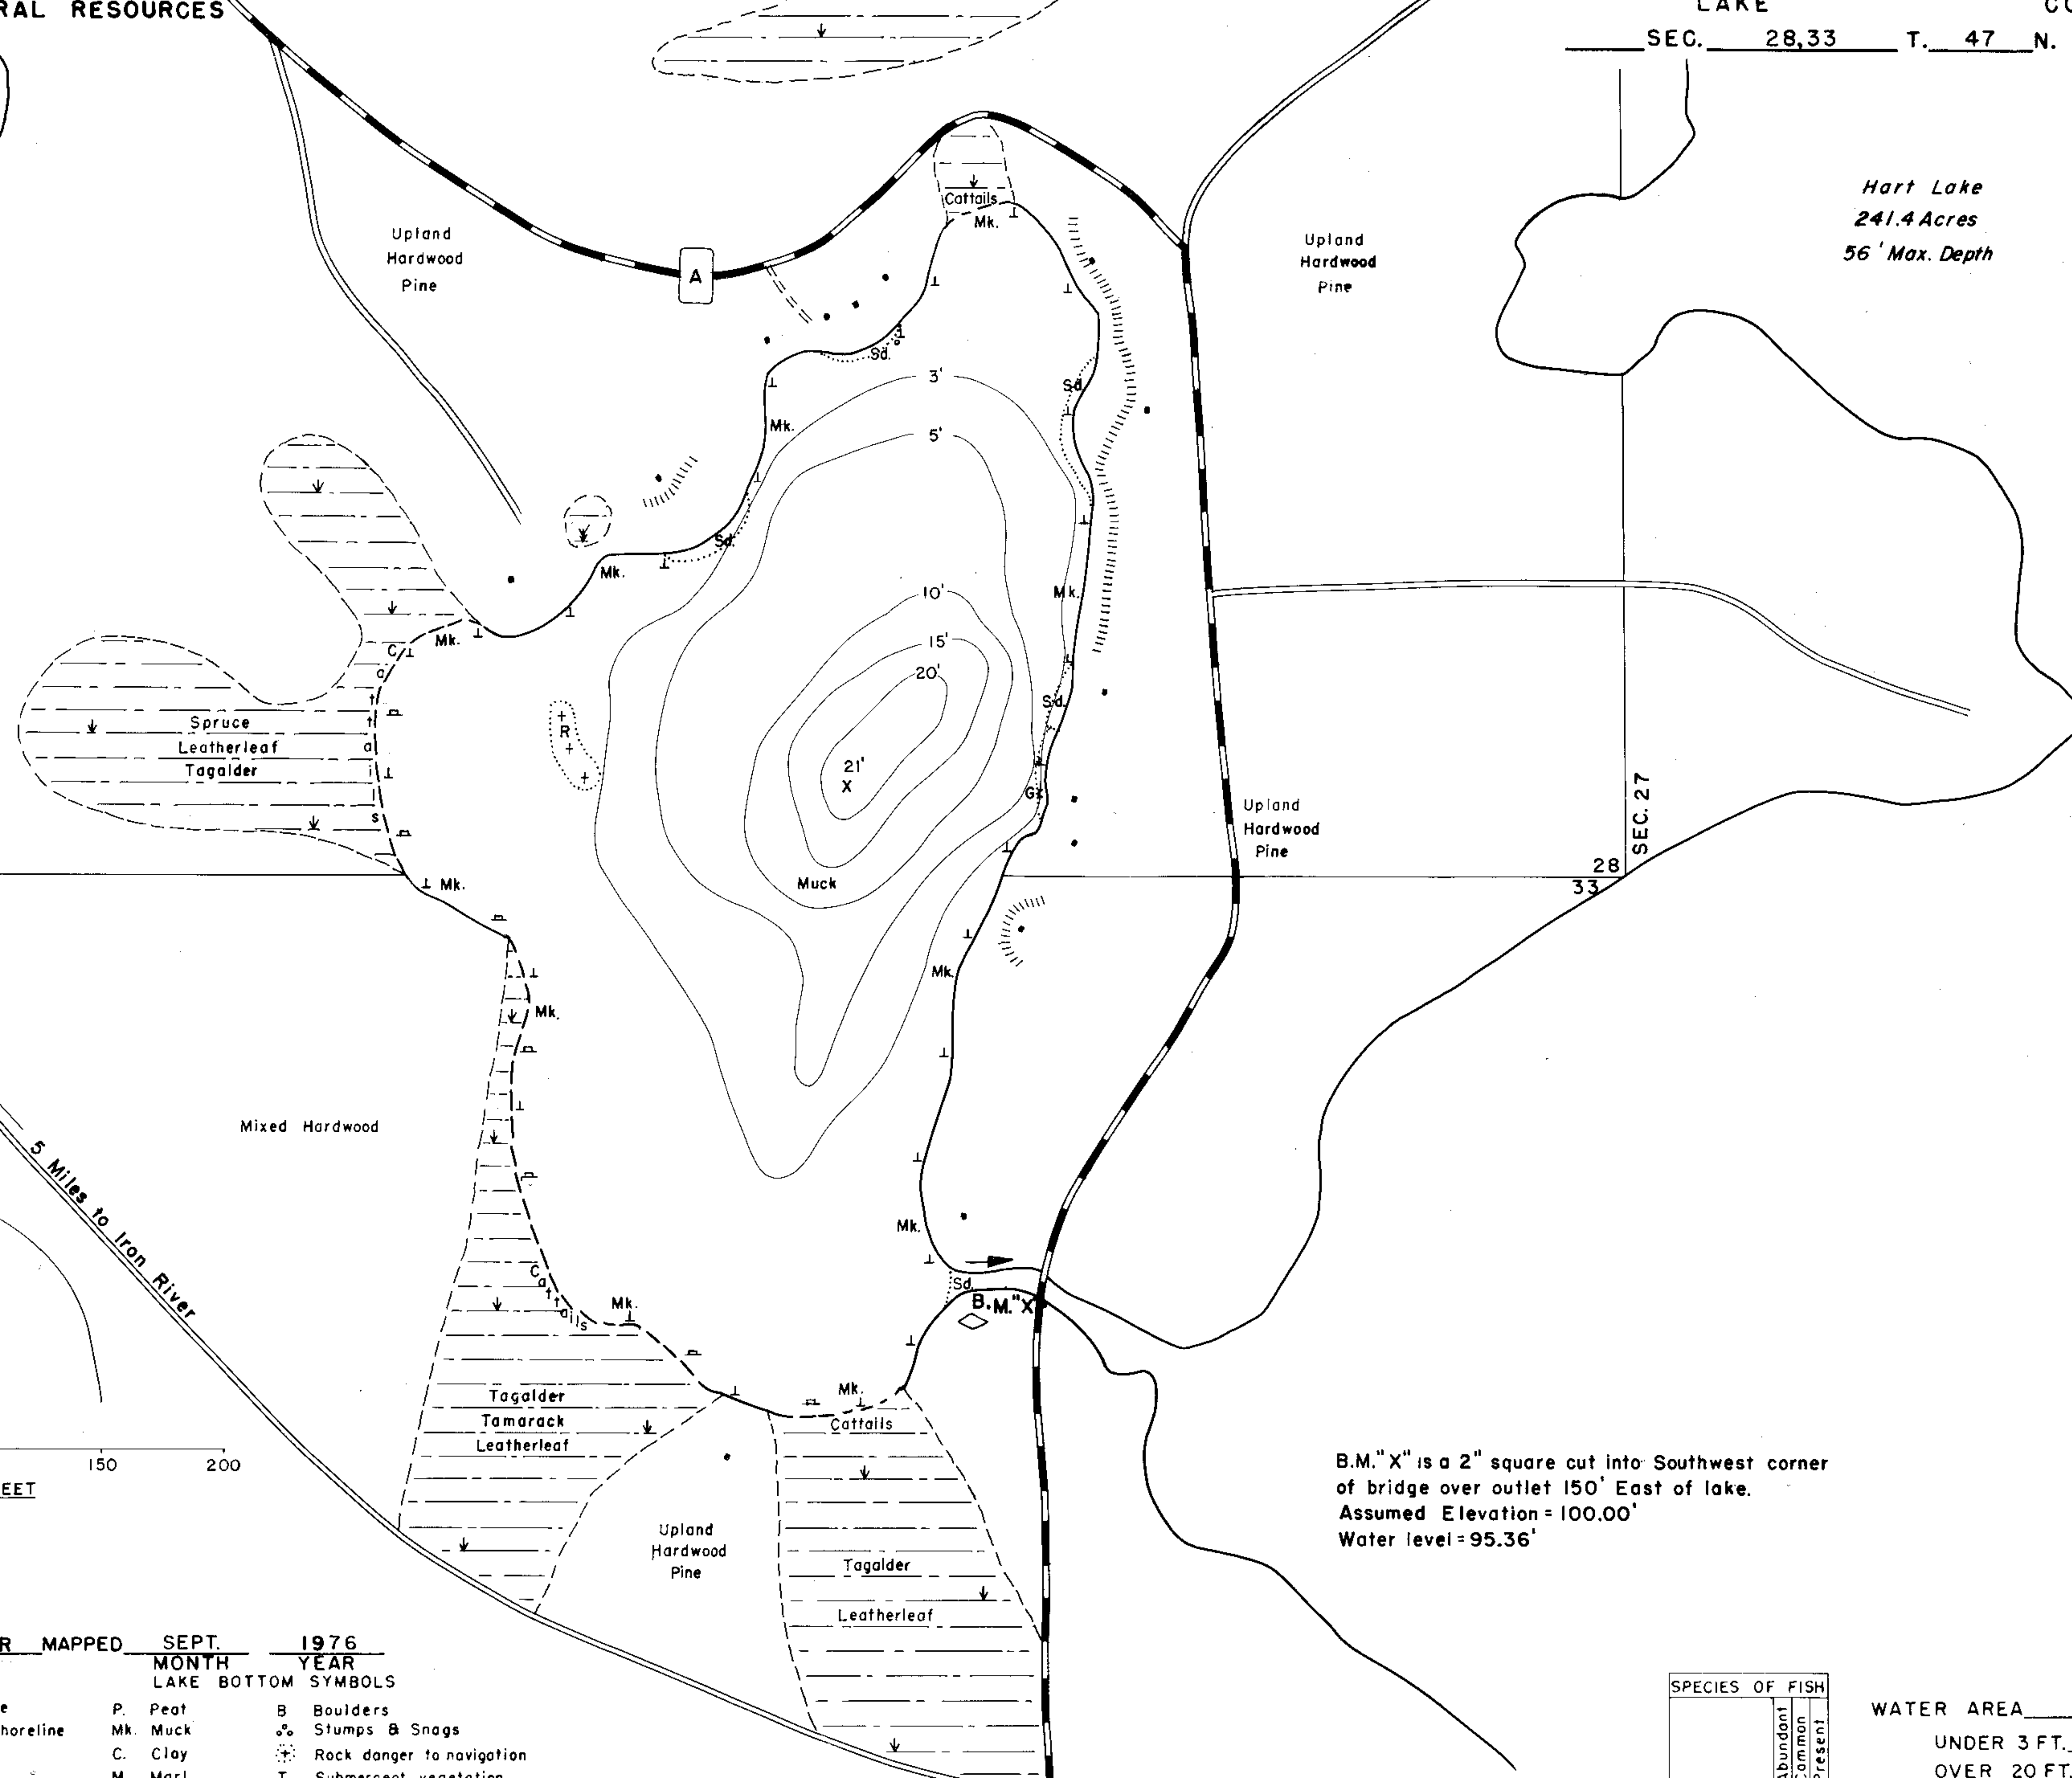 RAL RESOURCES
LAKE
SEC. 28,33 T. 47 N.
Hart Lake
241.4 Acres
56' Max. Depth
Cattails
Mk.
Upland
Hardwood
Pine
A
Upland
Hardwood
Pine
Sd.
3'
Sd.
Mk.
5'
Sd.
Mk.
10'
Mk.
15'
Mk.
20'
Cattails
Sd.
R
Spruce
Leatherleaf
Tagalder
21'
X
Gr.
Upland
Hardwood
Pine
SEC. 27
28
33
Muck
Mk.
Mk.
Mk.
Mixed Hardwood
5 Miles to Iron River
Mk.
Cattails
Mk.
Sd.
B.M."X"
Mk.
Cattails
Tagalder
Tamarack
Leatherleaf
150 200
EET
B.M."X" is a 2" square cut into Southwest corner
of bridge over outlet 150' East of lake.
Assumed Elevation = 100.00'
Water level = 95.36'
Upland
Hardwood
Pine
Tagalder
Leatherleaf
R MAPPED SEPT. 1976
MONTH YEAR
LAKE BOTTOM SYMBOLS
e P. Peat B Boulders
horeline Mk. Muck Stumps & Snags
C. Clay Rock danger to navigation
M. Marl T Submergent vegetation
SPECIES OF FISH
Abundant
Common
Present
WATER AREA
UNDER 3 FT.
OVER 20 FT.